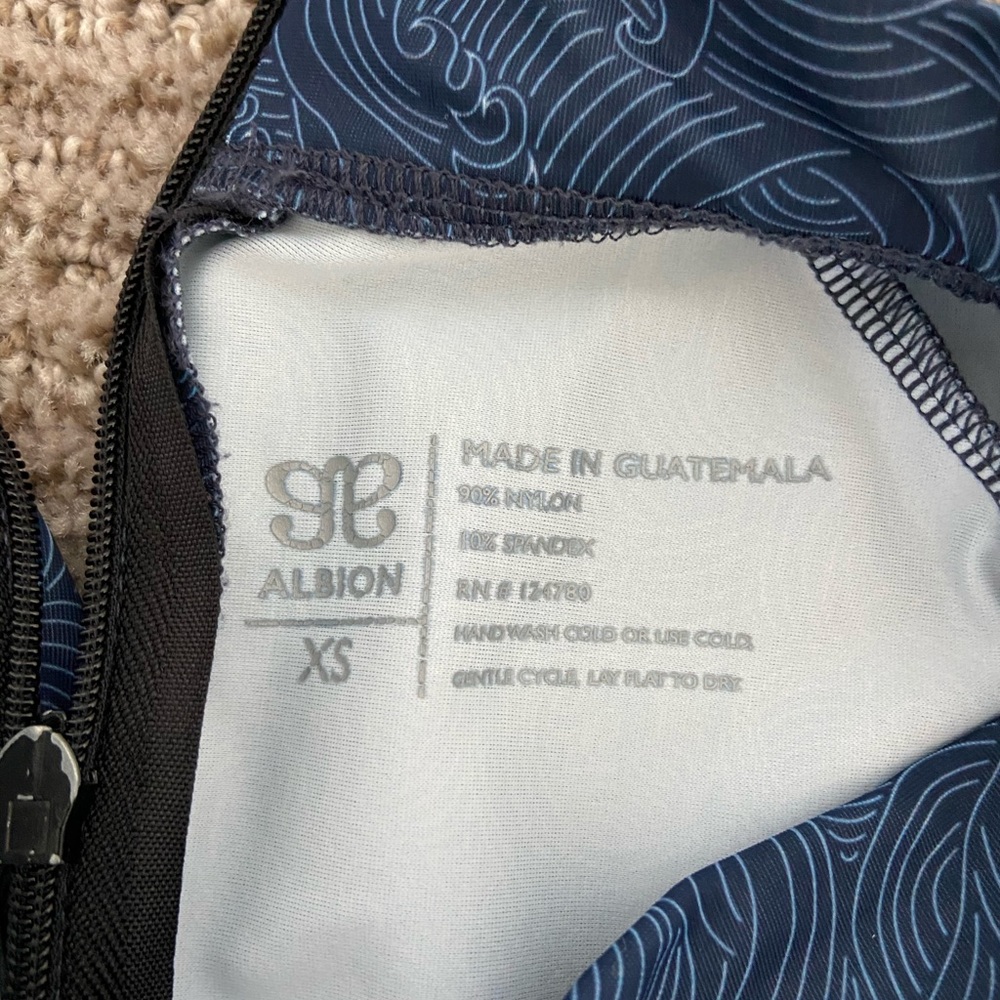 ALBION
XS
MADE IN GUATEMALA
90% NYLON
10% SPANDEX
RN # 124780
HAND WASH COLD OR USE COLD,
GENTLE CYCLE, LAY FLAT TO DRY.